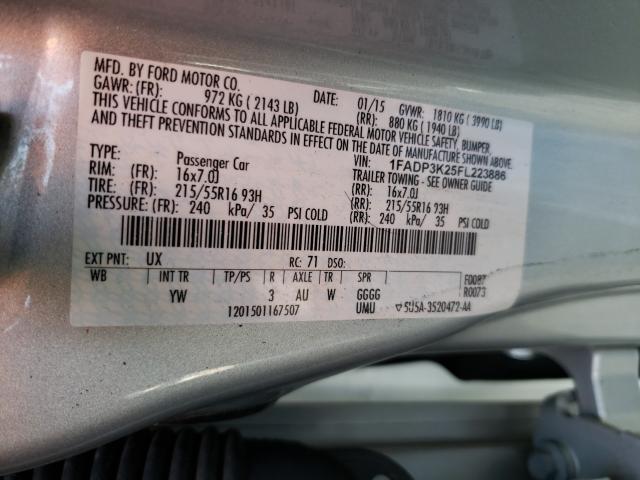 MFD. BY FORD MOTOR CO.
DATE: 01/15 GVWR: 1810 KG ( 3990 LB)
GAWR: (FR): 972 KG ( 2143 LB) (RR): 880 KG ( 1940 LB)
THIS VEHICLE CONFORMS TO ALL APPLICABLE FEDERAL MOTOR VEHICLE SAFETY, BUMPER,
AND THEFT PREVENTION STANDARDS IN EFFECT ON THE DATE OF MANUFACTURE SHOWN ABOVE.
VIN: 1FADP3K25FL223886
TYPE: Passenger Car TRAILER TOWING - SEE OWNER GUIDE
RIM: (FR): 16x7.0J (RR): 16x7.0J
TIRE: (FR): 215/55R16 93H (RR): 215/55R16 93H
PRESSURE: (FR): 240 kPa/ 35 PSI COLD (RR): 240 kPa/ 35 PSI COLD
EXT PNT: UX RC: 71 DSO: F0087
WB INT TR TP/PS R AXLE TR SPR R0073
YW 3 AU W GGGG
1201501167507 UMU 5U5A-3520472-AA